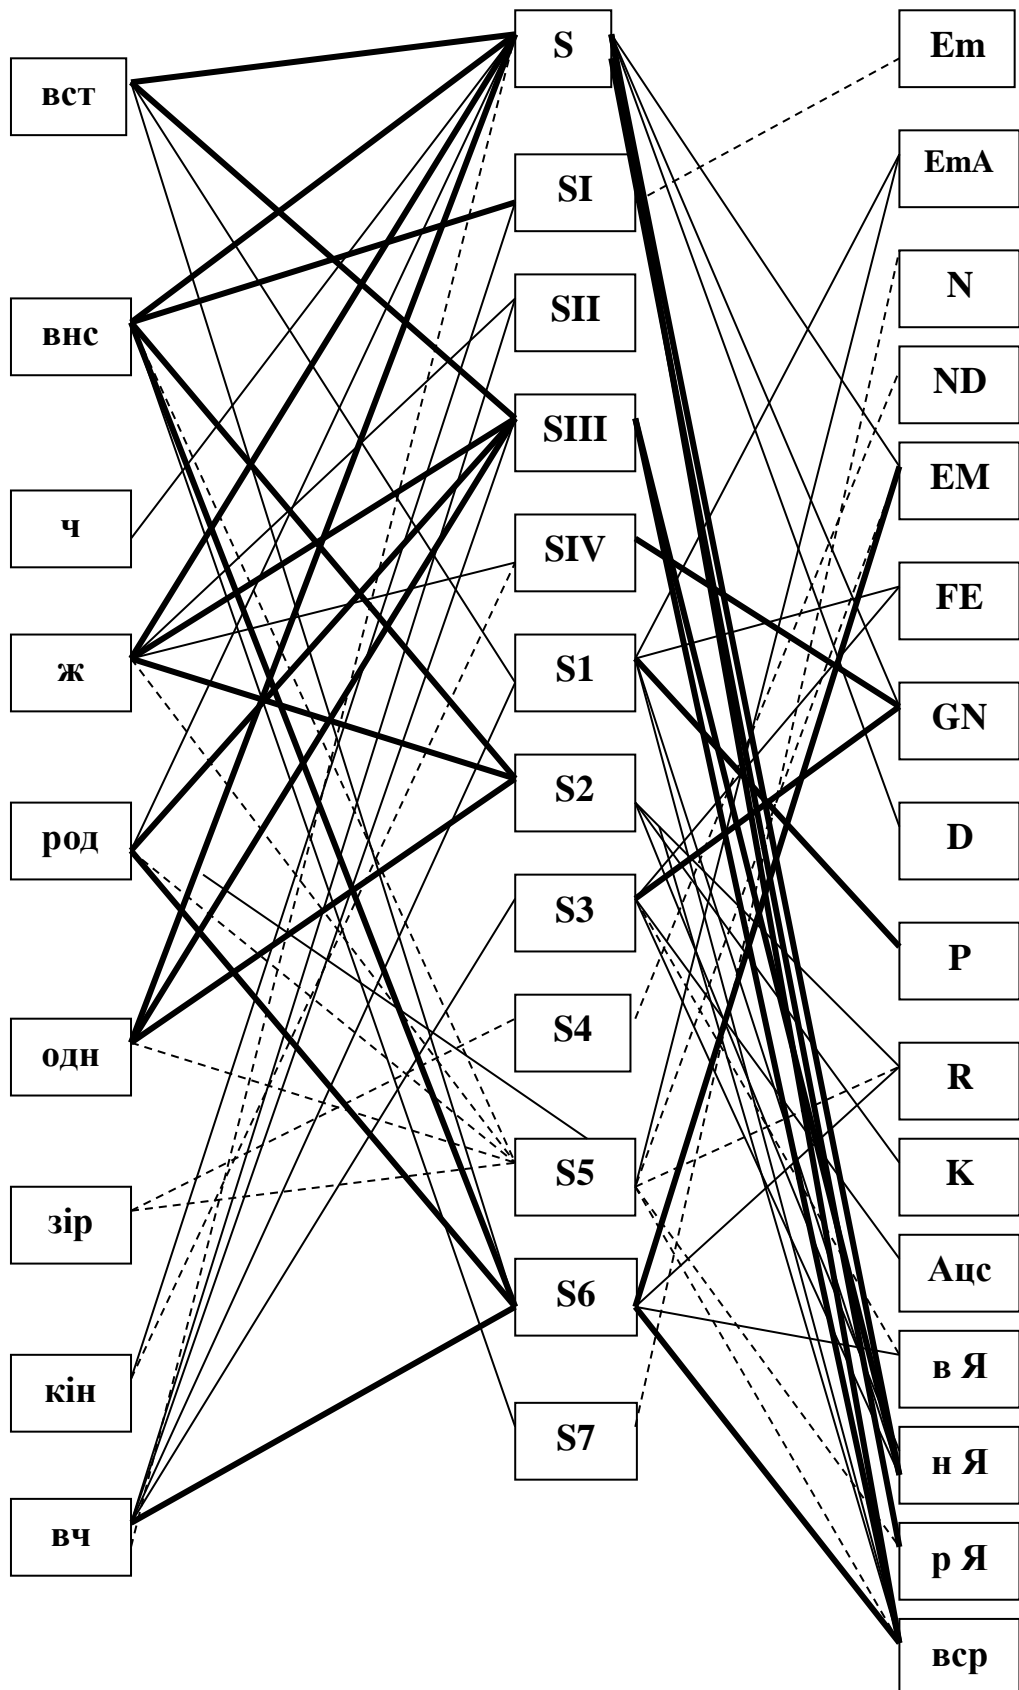 вст
внс
ч
ж
род
одн
зір
кін
вч
S
SI
SII
SIII
SIV
S1
S2
S3
S4
S5
S6
S7
Em
EmA
N
ND
EM
FE
GN
D
P
R
K
Ацс
в Я
н Я
р Я
вср